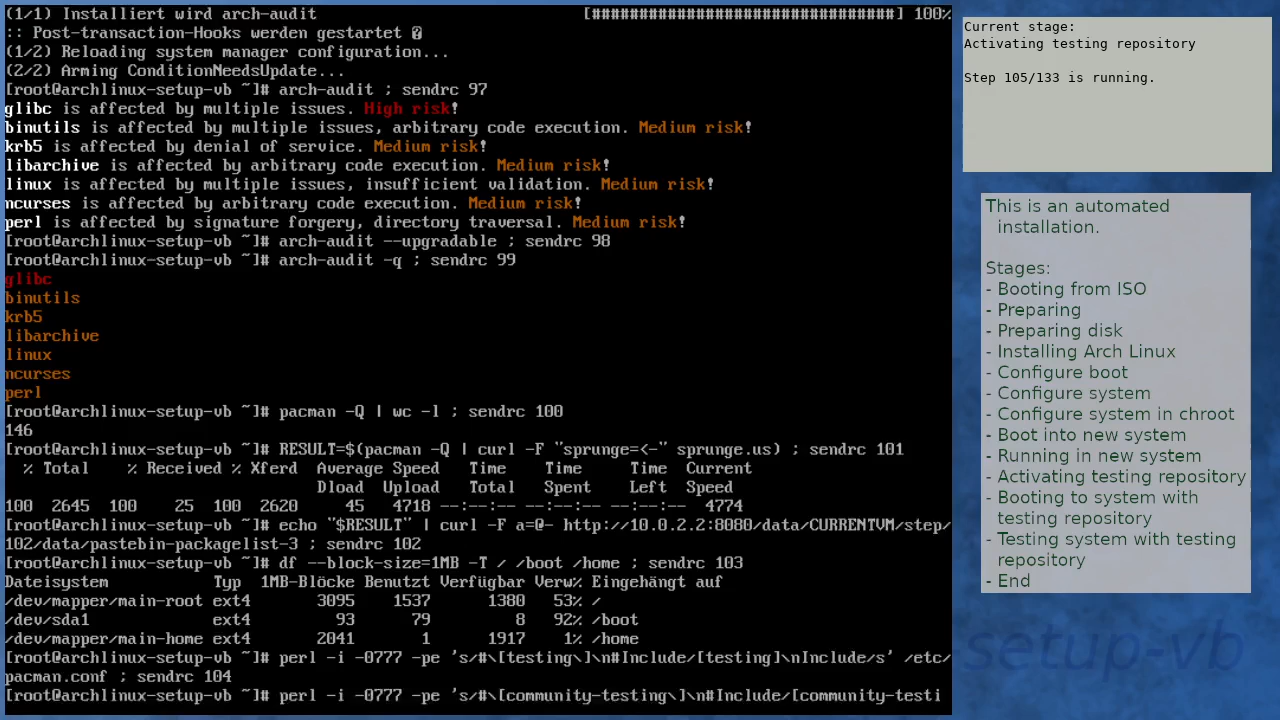 (1/1) Installiert wird arch-audit [################################] 100%
:: Post-transaction-Hooks werden gestartet �
(1/2) Reloading system manager configuration...
(2/2) Arming ConditionNeedsUpdate...
[root@archlinux-setup-vb ~]# arch-audit ; sendrc 97
glibc is affected by multiple issues. High risk!
binutils is affected by multiple issues, arbitrary code execution. Medium risk!
krb5 is affected by denial of service. Medium risk!
libarchive is affected by arbitrary code execution. Medium risk!
linux is affected by multiple issues, insufficient validation. Medium risk!
ncurses is affected by arbitrary code execution. Medium risk!
perl is affected by signature forgery, directory traversal. Medium risk!
[root@archlinux-setup-vb ~]# arch-audit --upgradable ; sendrc 98
[root@archlinux-setup-vb ~]# arch-audit -q ; sendrc 99
glibc
binutils
krb5
libarchive
linux
ncurses
perl
[root@archlinux-setup-vb ~]# pacman -Q | wc -l ; sendrc 100
146
[root@archlinux-setup-vb ~]# RESULT=$(pacman -Q | curl -F "sprunge=<-" sprunge.us) ; sendrc 101
% Total % Received % Xferd Average Speed Time Time Time Current
Dload Upload Total Spent Left Speed
100 2645 100 25 100 2620 45 4718 --:--:-- --:--:-- --:--:-- 4774
[root@archlinux-setup-vb ~]# echo "$RESULT" | curl -F a=@- http://10.0.2.2:8080/data/CURRENTVM/step/
102/data/pastebin-packagelist-3 ; sendrc 102
[root@archlinux-setup-vb ~]# df --block-size=1MB -T / /boot /home ; sendrc 103
Dateisystem Typ 1MB-Blöcke Benutzt Verfügbar Verw% Eingehängt auf
/dev/mapper/main-root ext4 3095 1537 1380 53% /
/dev/sda1 ext4 93 79 8 92% /boot
/dev/mapper/main-home ext4 2041 1 1917 1% /home
[root@archlinux-setup-vb ~]# perl -i -0777 -pe 's/#\[testing\]\n#Include/[testing]\nInclude/s' /etc/
pacman.conf ; sendrc 104
[root@archlinux-setup-vb ~]# perl -i -0777 -pe 's/#\[community-testing\]\n#Include/[community-testi
Current stage:
Activating testing repository
Step 105/133 is running.
This is an automated
installation.
Stages:
- Booting from ISO
- Preparing
- Preparing disk
- Installing Arch Linux
- Configure boot
- Configure system
- Configure system in chroot
- Boot into new system
- Running in new system
- Activating testing repository
- Booting to system with
testing repository
- Testing system with testing
repository
- End
setup-vb